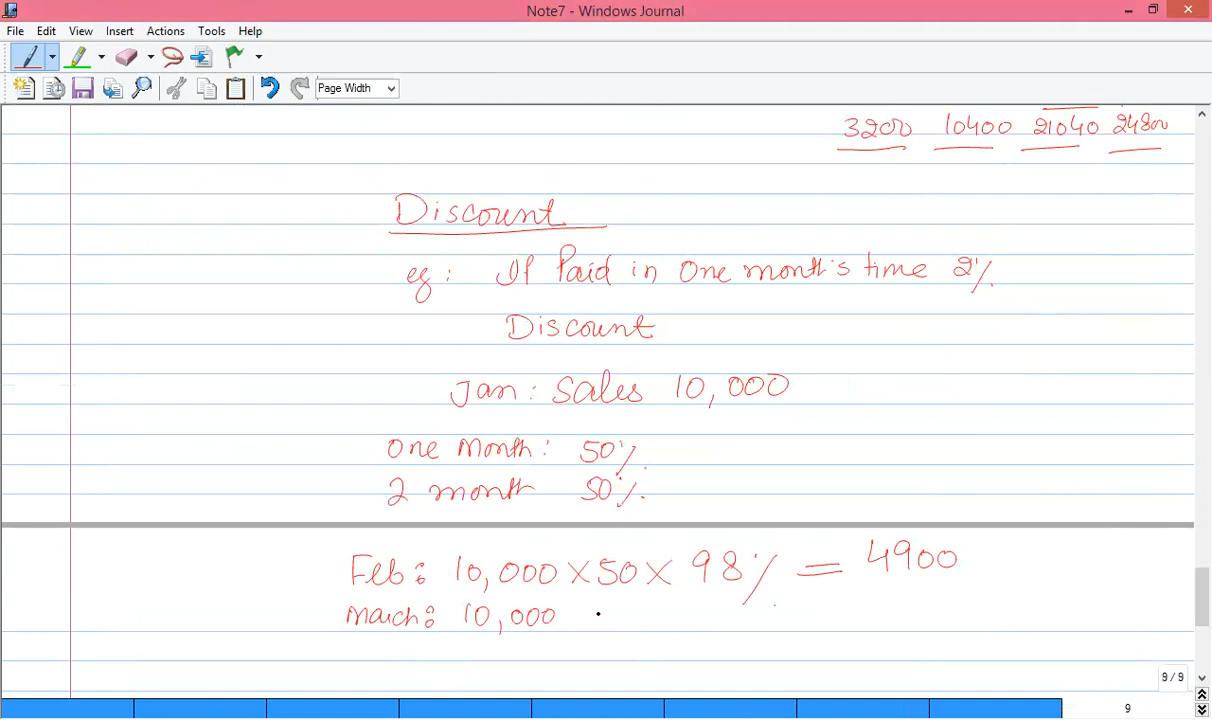 Note7 - Windows Journal
File Edit View Insert Actions Tools Help
Page Width
3200 10400 21040 24800
Discount
eg: If Paid in One month's time 2%
Discount
Jan: Sales 10,000
One Month: 50%
2 month 50%
Feb: 10,000 × 50 × 98% = 4900
March: 10,000
9/9
9